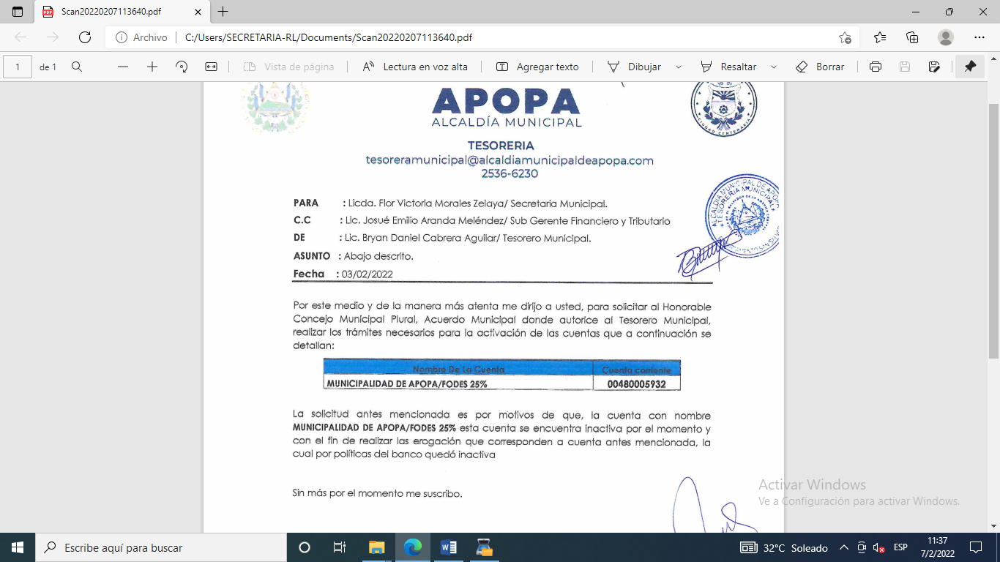 Scan20220207113640.pdf
Archivo
C:/Users/SECRETARIA-RL/Documents/Scan20220207113640.pdf
1 de 1
Vista de página
Lectura en voz alta
Agregar texto
Dibujar
Resaltar
Borrar
APOPA
ALCALDÍA MUNICIPAL
CIUDAD CENTENARIA
TESORERIA
tesoreramunicipal@alcaldiamunicipaldeapopa.com
2536-6230
ALCALDIA MUNICIPAL DE APOPA
TESORERIA MUNICIPAL
PARA : Licda. Flor Victoria Morales Zelaya/ Secretaria Municipal.
C.C : Lic. Josué Emilio Aranda Meléndez/ Sub Gerente Financiero y Tributario
DE : Lic. Bryan Daniel Cabrera Aguilar/ Tesorero Municipal.
ASUNTO : Abajo descrito.
Fecha : 03/02/2022
Por este medio y de la manera más atenta me dirijo a usted, para solicitar al Honorable
Concejo Municipal Plural, Acuerdo Municipal donde autorice al Tesorero Municipal,
realizar los trámites necesarios para la activación de las cuentas que a continuación se
detallan:
Nombre De La Cuenta Cuenta corriente
MUNICIPALIDAD DE APOPA/FODES 25% 00480005932
La solicitud antes mencionada es por motivos de que, la cuenta con nombre
MUNICIPALIDAD DE APOPA/FODES 25% esta cuenta se encuentra inactiva por el momento y
con el fin de realizar las erogación que corresponden a cuenta antes mencionada, la
cual por políticas del banco quedó inactiva
Sin más por el momento me suscribo.
Activar Windows
Ve a Configuración para activar Windows.
Escribe aquí para buscar
32°C Soleado
ESP
11:37
7/2/2022